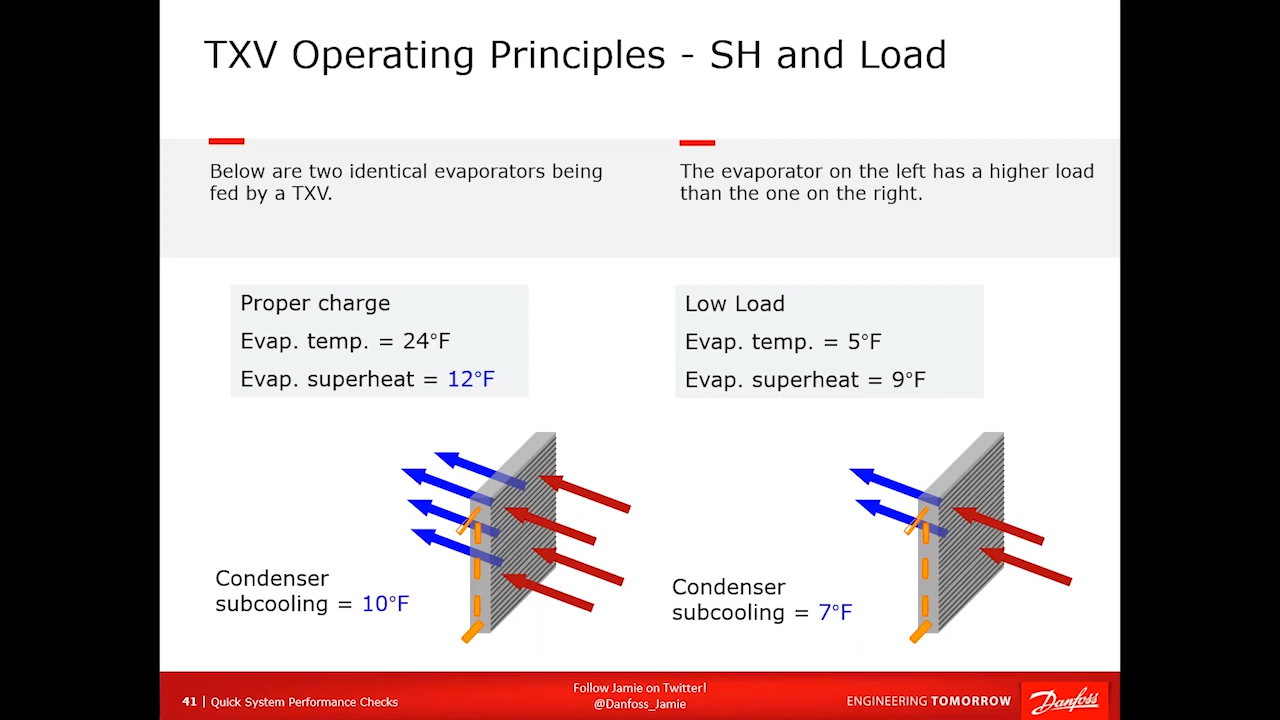 TXV Operating Principles - SH and Load
Below are two identical evaporators being
fed by a TXV.
The evaporator on the left has a higher load
than the one on the right.
Proper charge
Evap. temp. = 24°F
Evap. superheat = 12°F
Low Load
Evap. temp. = 5°F
Evap. superheat = 9°F
Condenser
subcooling = 10°F
Condenser
subcooling = 7°F
41 | Quick System Performance Checks
Follow Jamie on Twitter!
@Danfoss_Jamie
ENGINEERING TOMORROW
Danfoss